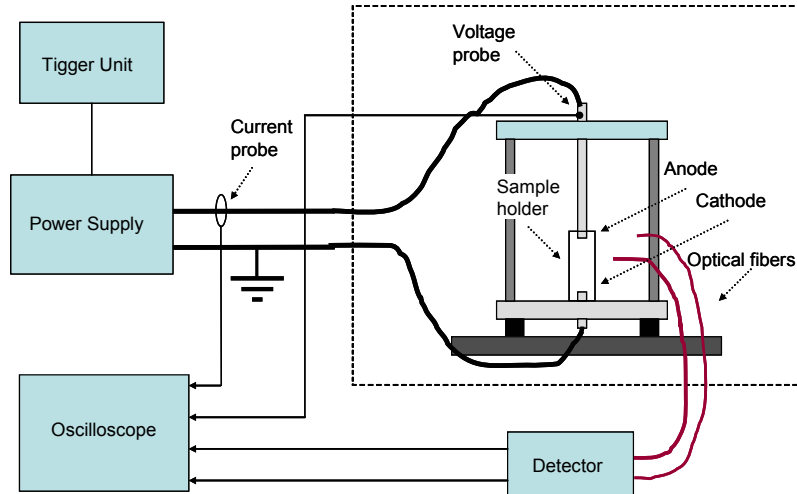 Tigger Unit
Voltage
probe
Current
probe
Power Supply
Anode
Sample
holder
Cathode
Optical fibers
Oscilloscope
Detector